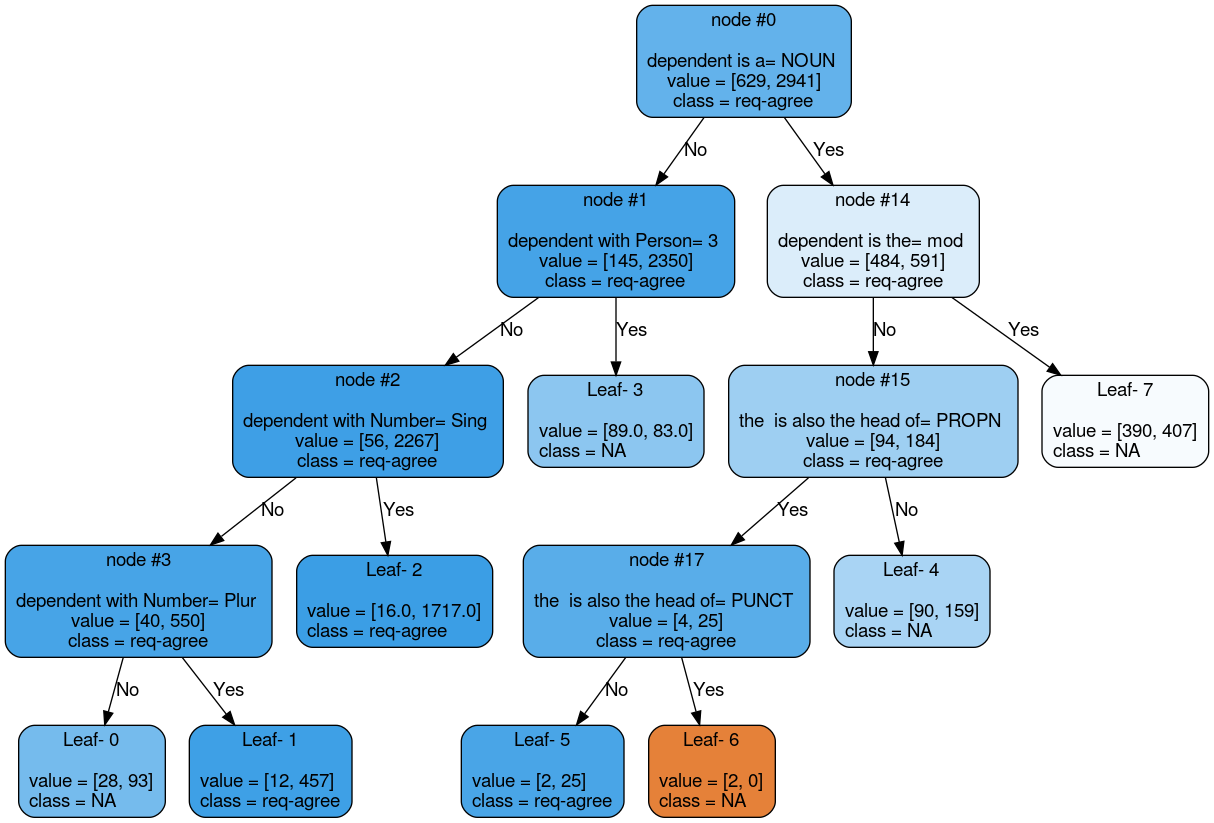 node #0
dependent is a= NOUN
value = [629, 2941]
class = req-agree
No
Yes
node #1
dependent with Person= 3
value = [145, 2350]
class = req-agree
node #14
dependent is the= mod
value = [484, 591]
class = req-agree
No
Yes
No
Yes
node #2
dependent with Number= Sing
value = [56, 2267]
class = req-agree
Leaf- 3
value = [89.0, 83.0]
class = NA
node #15
the  is also the head of= PROPN
value = [94, 184]
class = req-agree
Leaf- 7
value = [390, 407]
class = NA
No
Yes
Yes
No
node #3
dependent with Number= Plur
value = [40, 550]
class = req-agree
Leaf- 2
value = [16.0, 1717.0]
class = req-agree
node #17
the  is also the head of= PUNCT
value = [4, 25]
class = req-agree
Leaf- 4
value = [90, 159]
class = NA
No
Yes
No
Yes
Leaf- 0
value = [28, 93]
class = NA
Leaf- 1
value = [12, 457]
class = req-agree
Leaf- 5
value = [2, 25]
class = req-agree
Leaf- 6
value = [2, 0]
class = NA